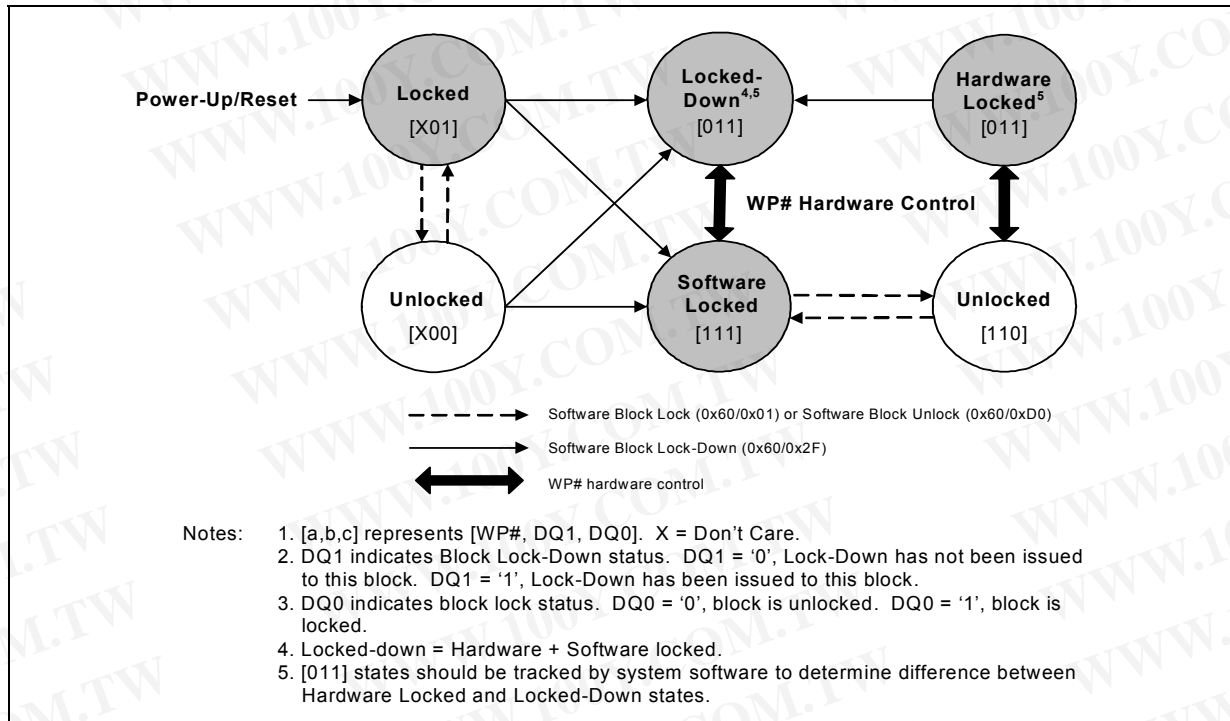 Power-Up/Reset
Locked
[X01]
Locked-
Down4,5
[011]
Hardware
Locked5
[011]
WP# Hardware Control
Unlocked
[X00]
Software
Locked
[111]
Unlocked
[110]
Software Block Lock (0x60/0x01) or Software Block Unlock (0x60/0xD0)
Software Block Lock-Down (0x60/0x2F)
WP# hardware control
Notes: 1. [a,b,c] represents [WP#, DQ1, DQ0]. X = Don't Care.
2. DQ1 indicates Block Lock-Down status. DQ1 = '0', Lock-Down has not been issued
to this block. DQ1 = '1', Lock-Down has been issued to this block.
3. DQ0 indicates block lock status. DQ0 = '0', block is unlocked. DQ0 = '1', block is
locked.
4. Locked-down = Hardware + Software locked.
5. [011] states should be tracked by system software to determine difference between
Hardware Locked and Locked-Down states.
WWW.100Y.COM.TW